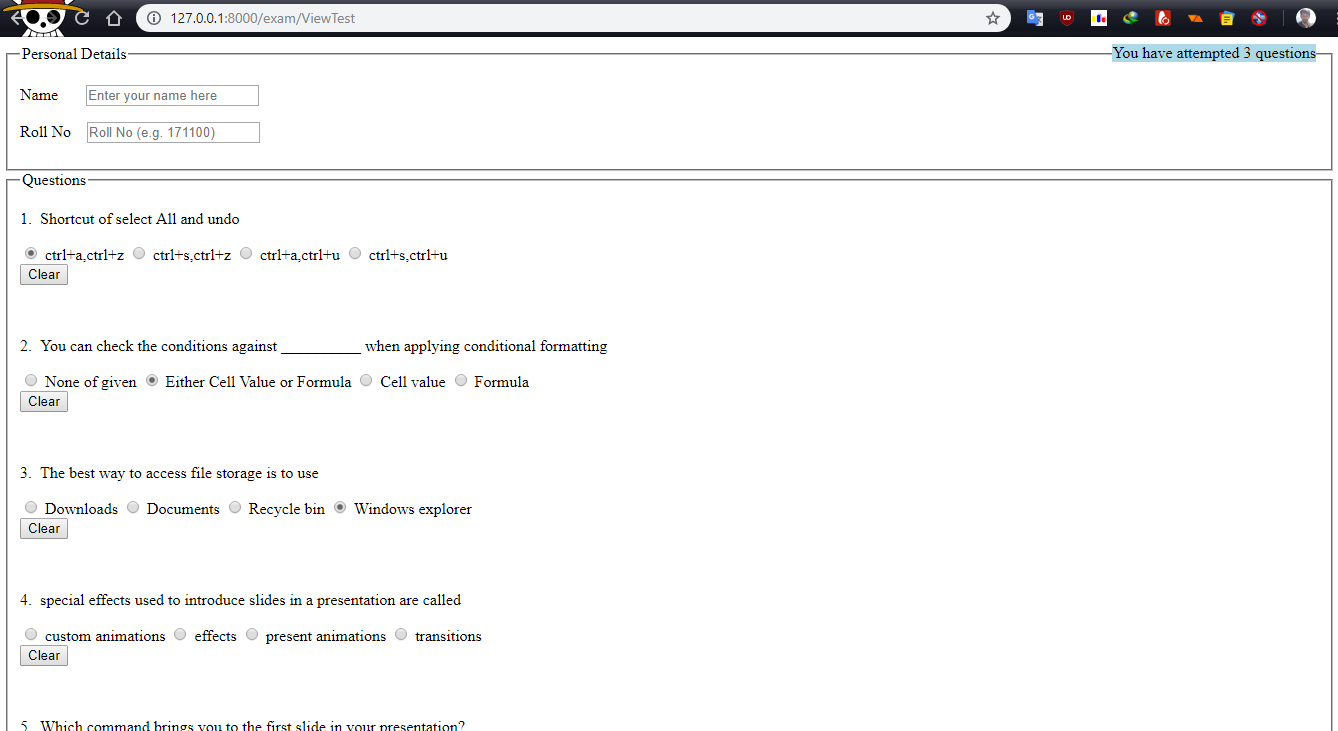 127.0.0.1:8000/exam/ViewTest
Personal Details
You have attempted 3 questions
Name Enter your name here
Roll No Roll No (e.g. 171100)
Questions
1. Shortcut of select All and undo
ctrl+a,ctrl+z ctrl+s,ctrl+z ctrl+a,ctrl+u ctrl+s,ctrl+u
Clear
2. You can check the conditions against __________ when applying conditional formatting
None of given Either Cell Value or Formula Cell value Formula
Clear
3. The best way to access file storage is to use
Downloads Documents Recycle bin Windows explorer
Clear
4. special effects used to introduce slides in a presentation are called
custom animations effects present animations transitions
Clear
5. Which command brings you to the first slide in your presentation?